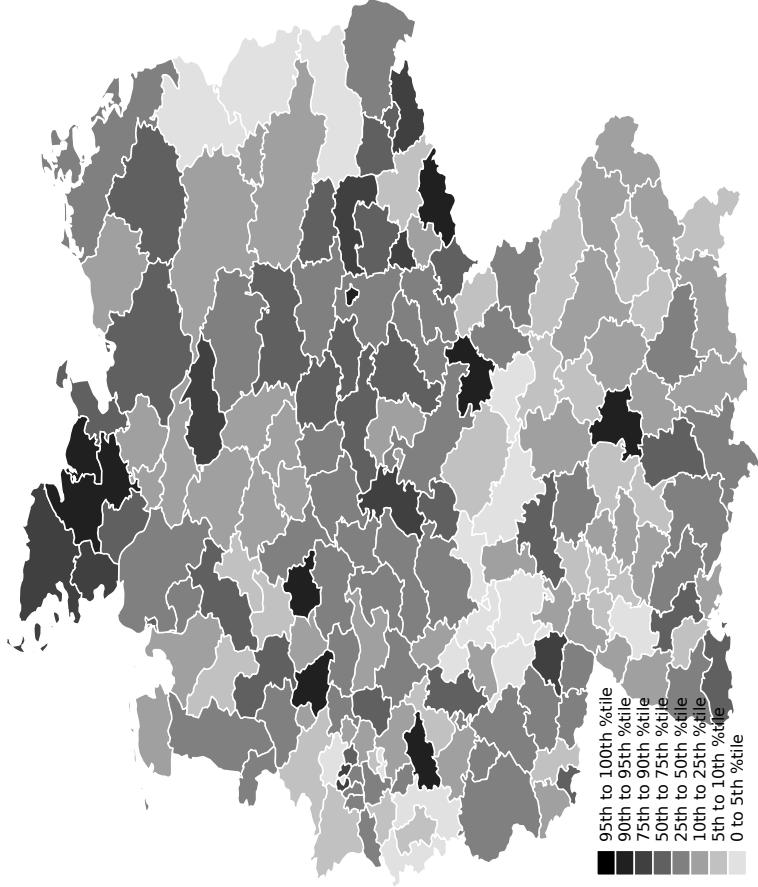 95th to 100th %tile
90th to 95th %tile
75th to 90th %tile
50th to 75th %tile
25th to 50th %tile
10th to 25th %tile
5th to 10th %tile
0 to 5th %tile